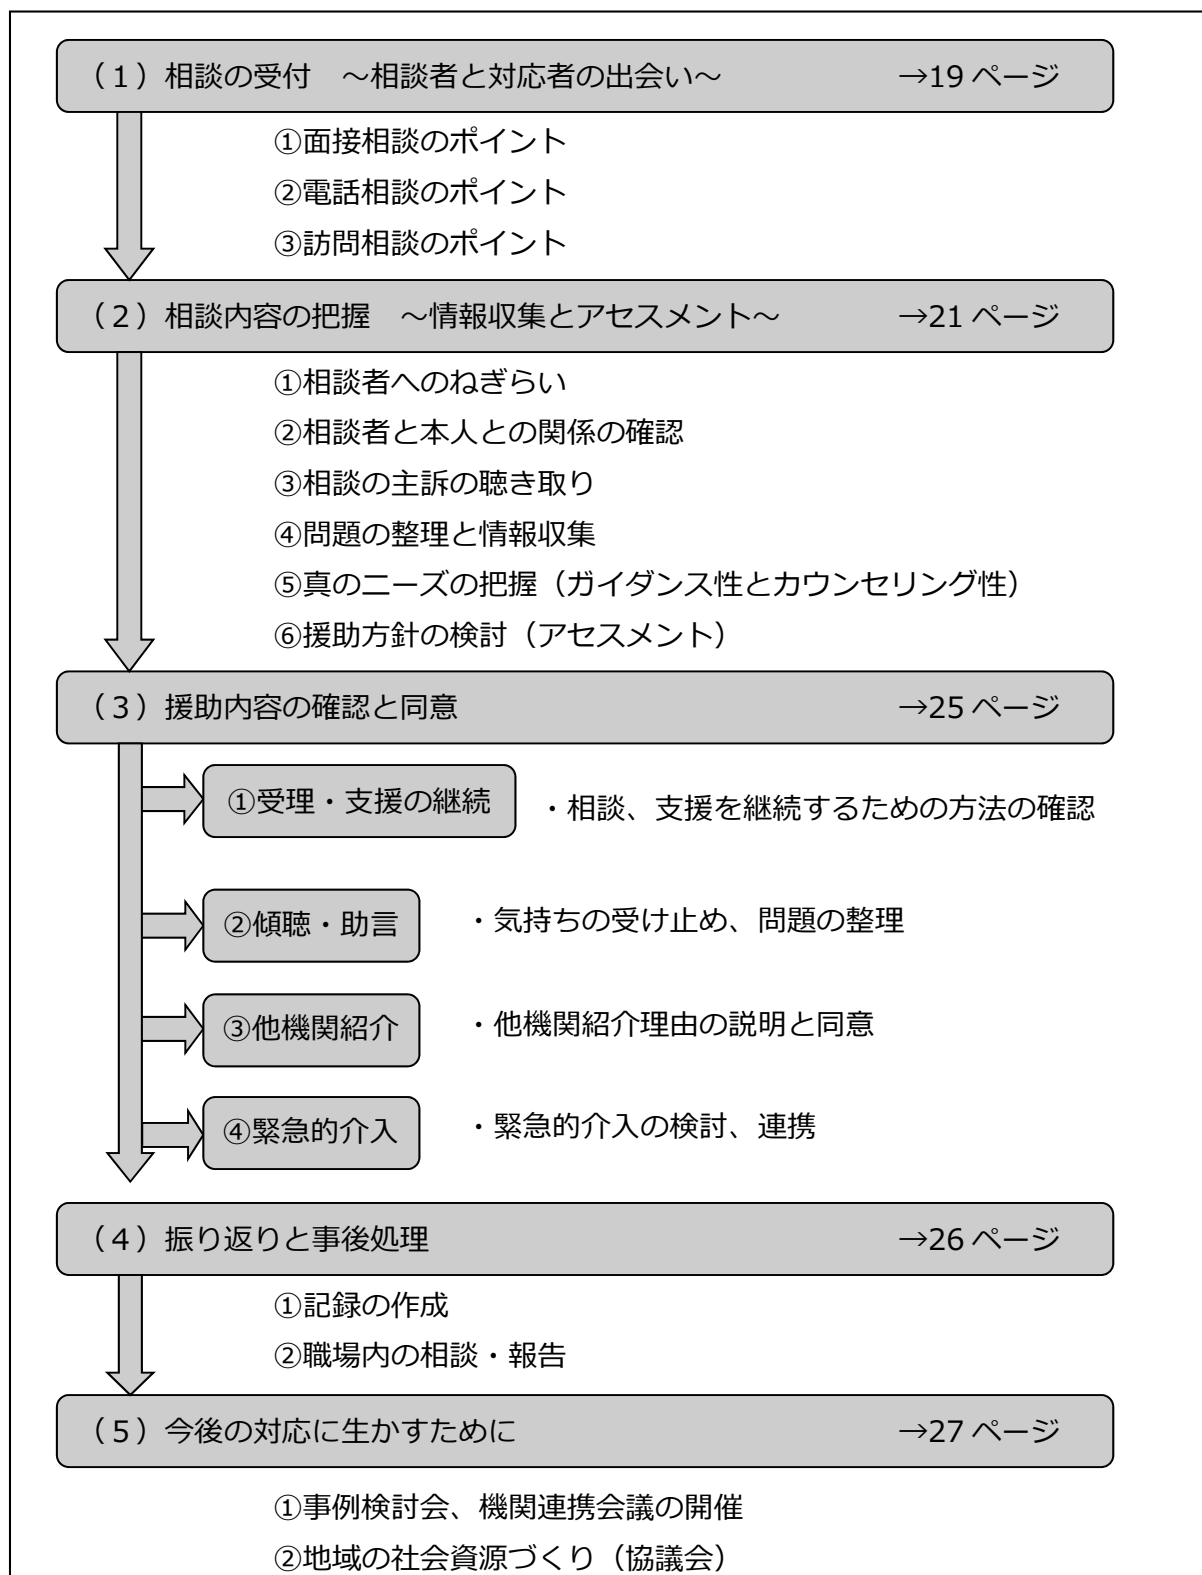 （１）相談の受付　～相談者と対応者の出会い～　→19 ページ
①面接相談のポイント
②電話相談のポイント
③訪問相談のポイント
（２）相談内容の把握　～情報収集とアセスメント～　→21 ページ
①相談者へのねぎらい
②相談者と本人との関係の確認
③相談の主訴の聴き取り
④問題の整理と情報収集
⑤真のニーズの把握（ガイダンス性とカウンセリング性）
⑥援助方針の検討（アセスメント）
（３）援助内容の確認と同意　→25 ページ
①受理・支援の継続　・相談、支援を継続するための方法の確認
②傾聴・助言　・気持ちの受け止め、問題の整理
③他機関紹介　・他機関紹介理由の説明と同意
④緊急的介入　・緊急的介入の検討、連携
（４）振り返りと事後処理　→26 ページ
①記録の作成
②職場内の相談・報告
（５）今後の対応に生かすために　→27 ページ
①事例検討会、機関連携会議の開催
②地域の社会資源づくり（協議会）